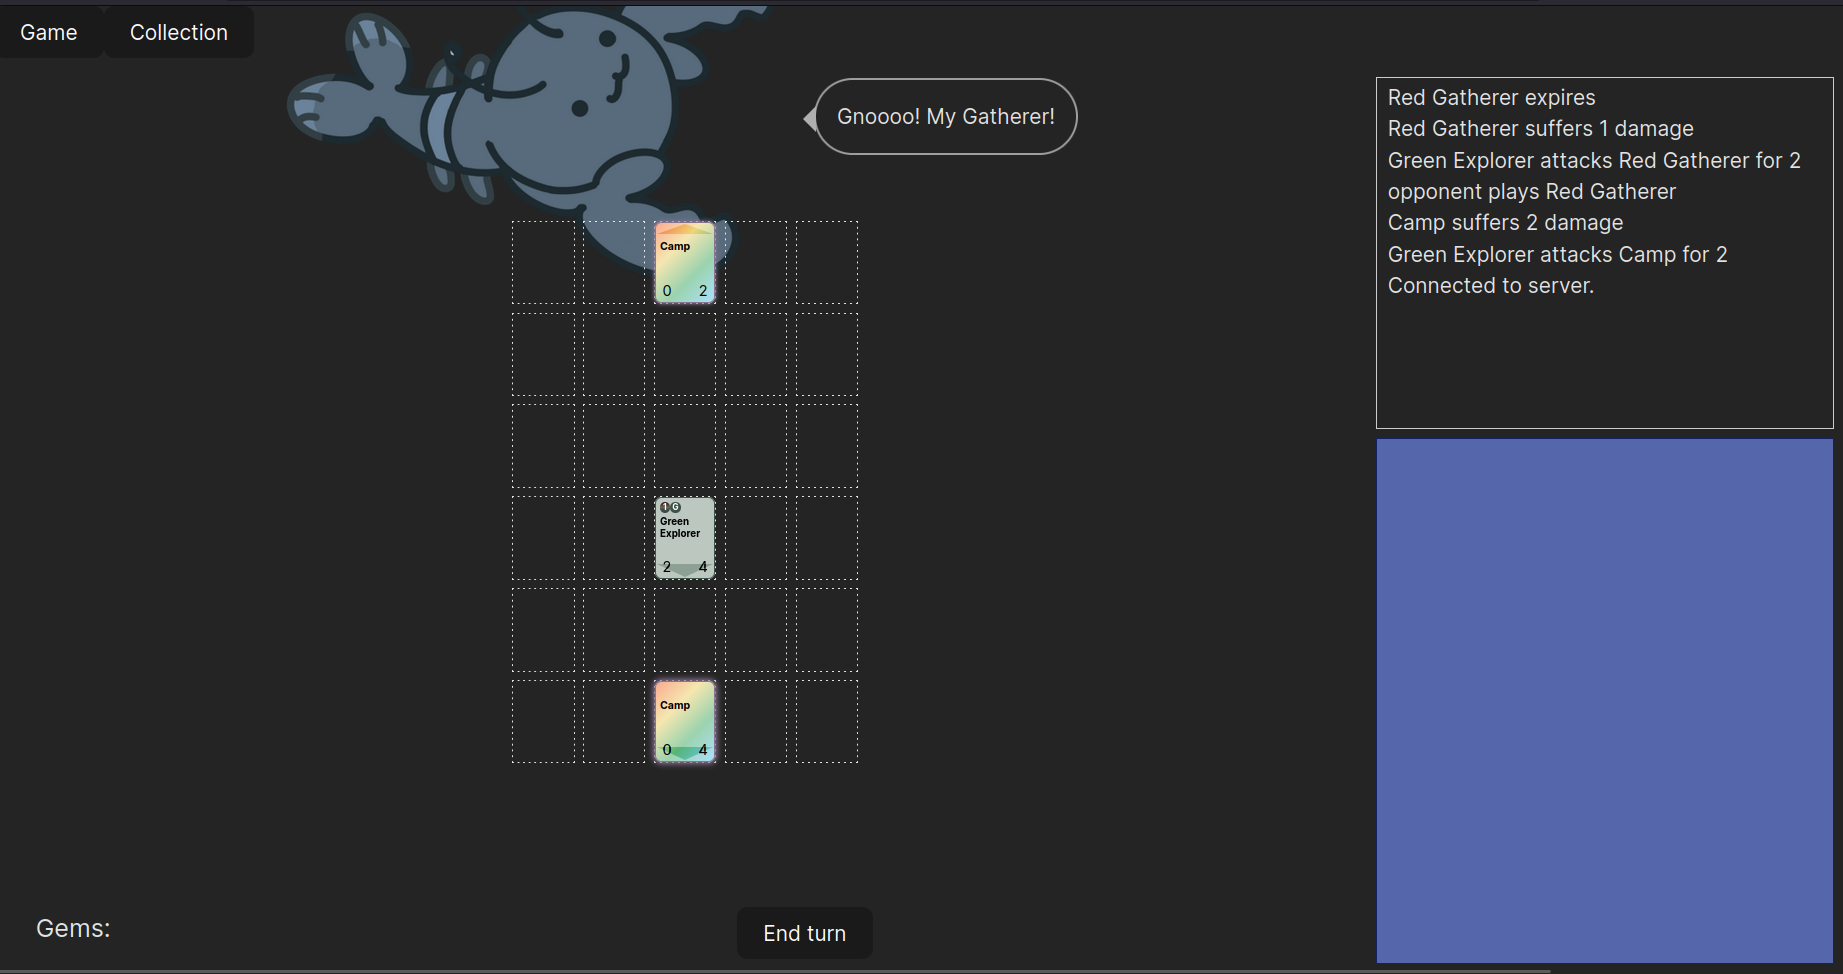 Game
Collection
Gnoooo! My Gatherer!
Red Gatherer expires
Red Gatherer suffers 1 damage
Green Explorer attacks Red Gatherer for 2
opponent plays Red Gatherer
Camp suffers 2 damage
Green Explorer attacks Camp for 2
Connected to server.
Camp
0 2
1 G
Green
Explorer
2 4
Camp
0 4
Gems:
End turn